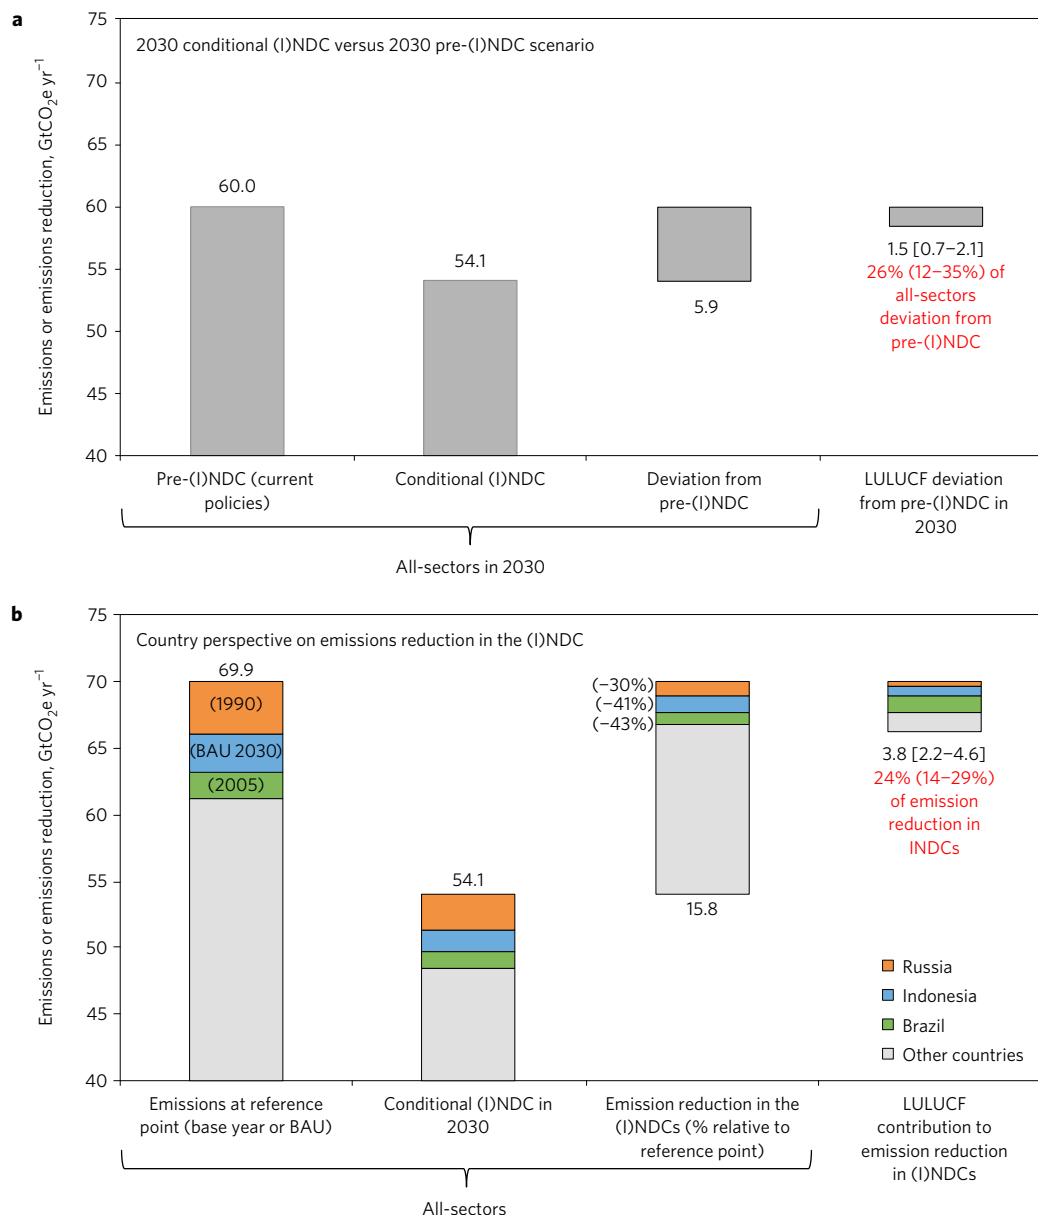 a
2030 conditional (I)NDC versus 2030 pre-(I)NDC scenario
Emissions or emissions reduction, GtCO₂e yr⁻¹
75
70
65
60
55
50
45
40
60.0
54.1
5.9
1.5 [0.7–2.1]
26% (12–35%) of
all-sectors
deviation from
pre-(I)NDC
Pre-(I)NDC (current
policies)
Conditional (I)NDC
Deviation from
pre-(I)NDC
LULUCF deviation
from pre-(I)NDC in
2030
All-sectors in 2030
b
Country perspective on emissions reduction in the (I)NDC
Emissions or emissions reduction, GtCO₂e yr⁻¹
75
70
65
60
55
50
45
40
69.9
(1990)
(BAU 2030)
(2005)
54.1
(−30%)
(−41%)
(−43%)
15.8
3.8 [2.2–4.6]
24% (14–29%)
of emission
reduction in
INDCs
Russia
Indonesia
Brazil
Other countries
Emissions at reference
point (base year or BAU)
Conditional (I)NDC in
2030
Emission reduction in the
(I)NDCs (% relative to
reference point)
LULUCF
contribution to
emission reduction
in (I)NDCs
All-sectors